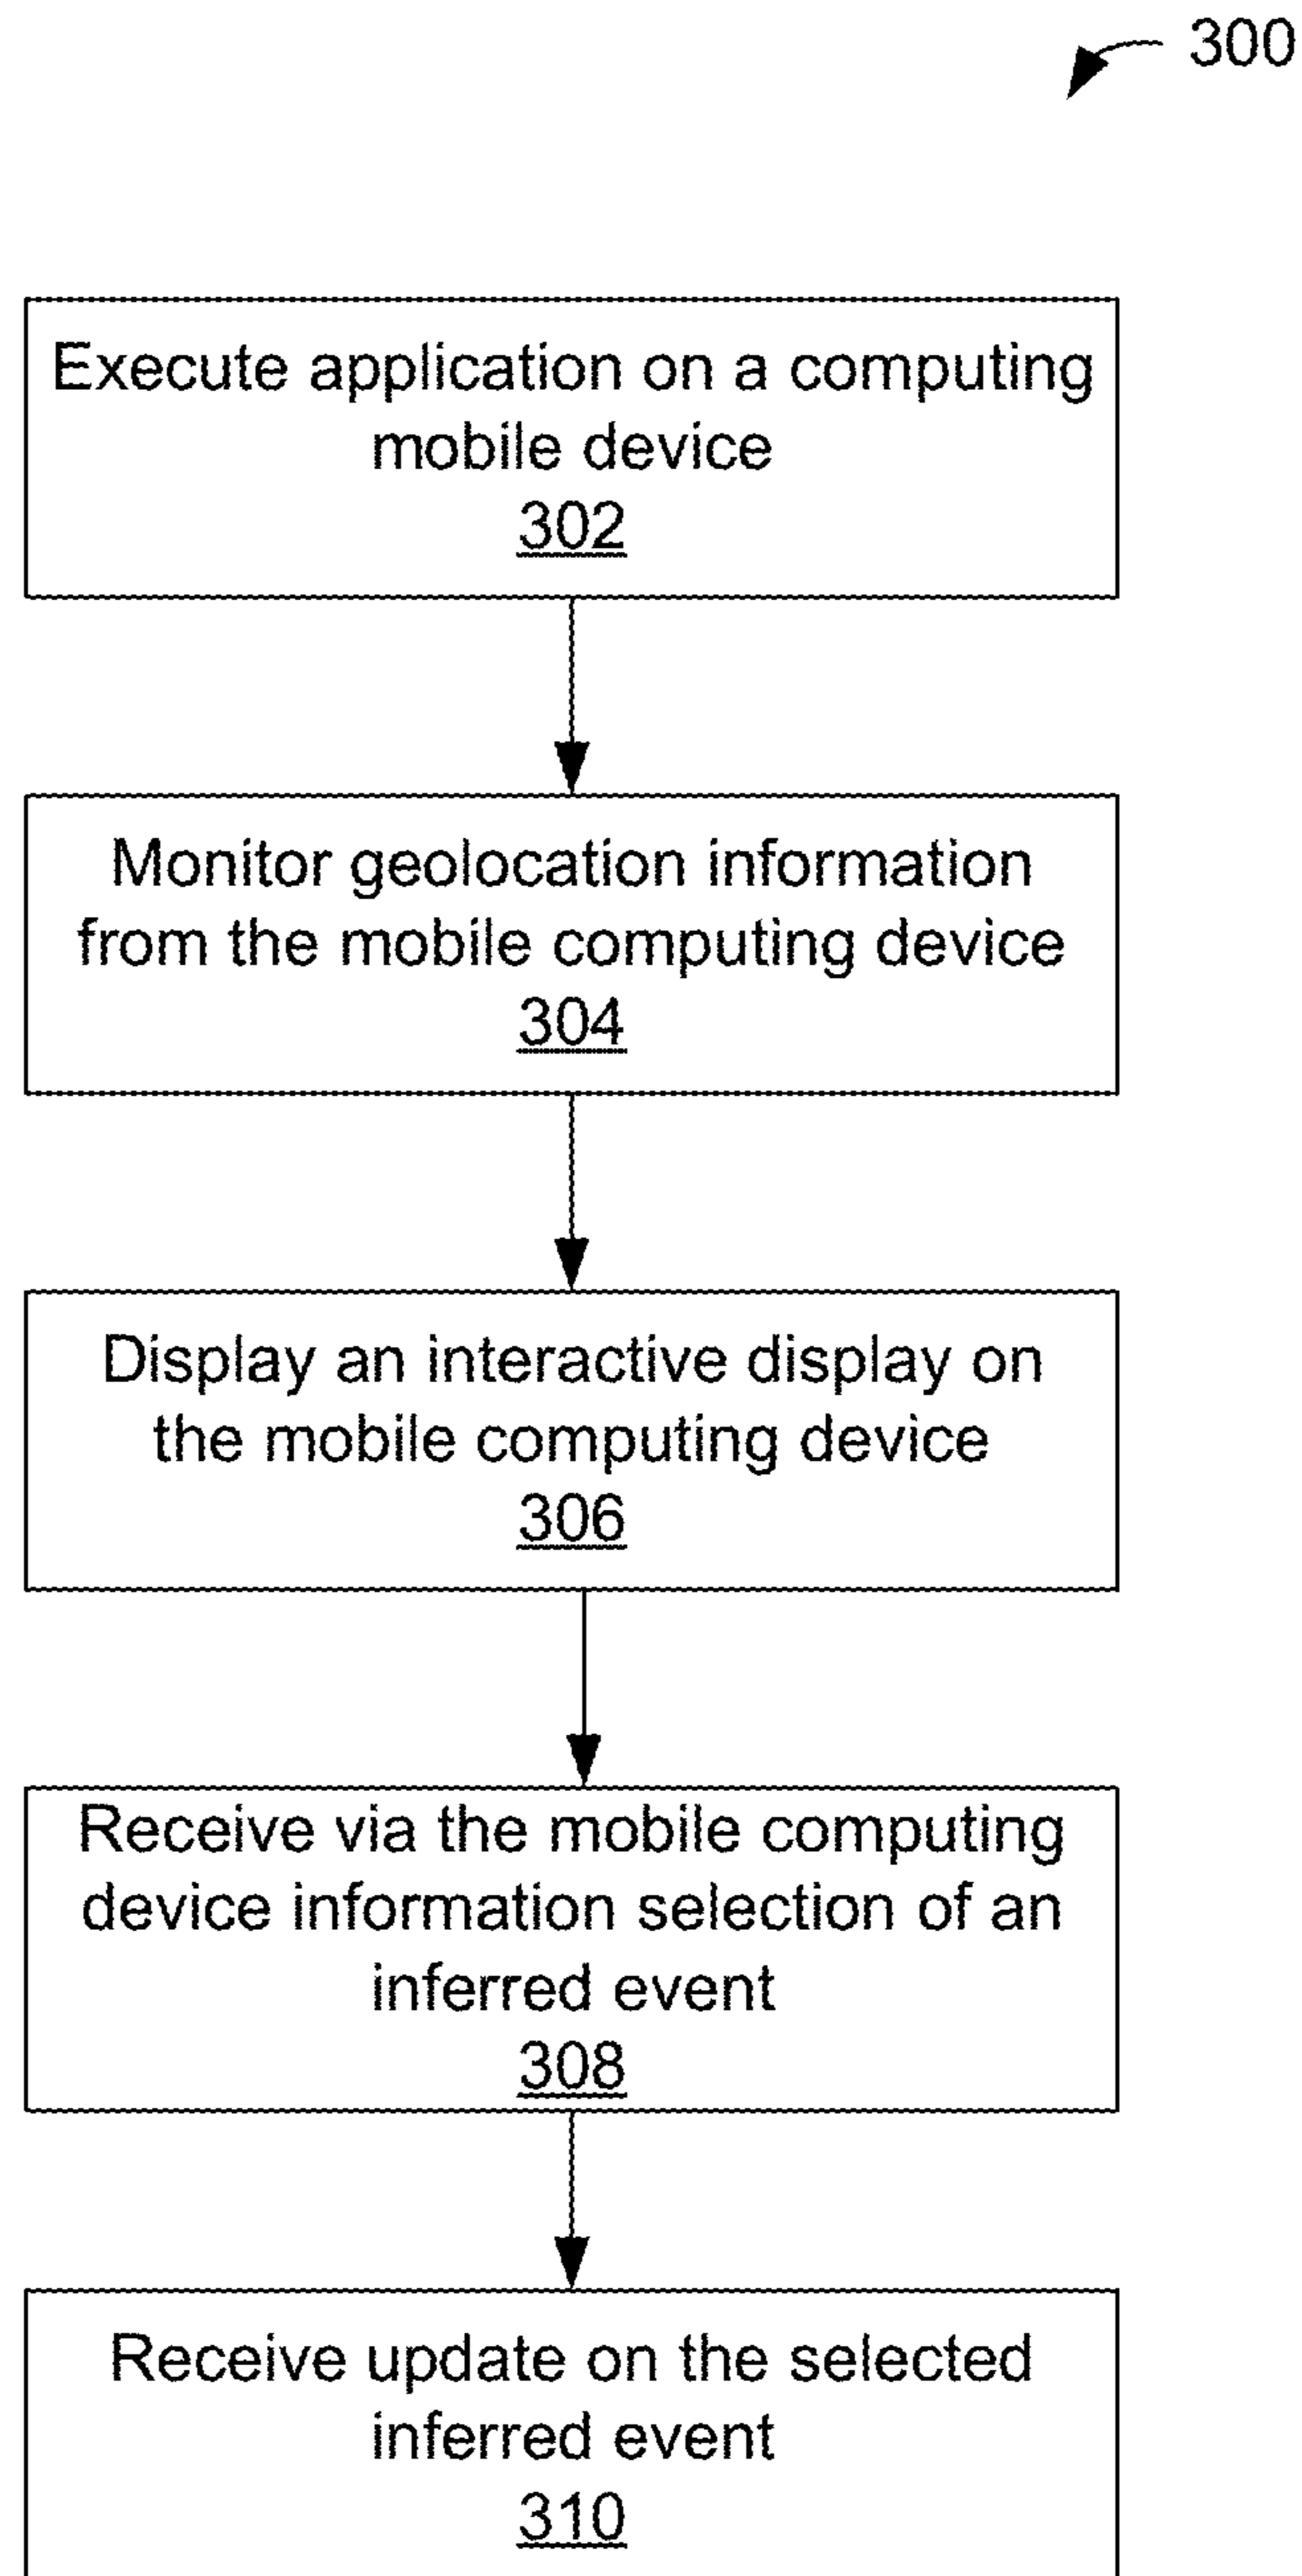 300
Execute application on a computing
mobile device
302
Monitor geolocation information
from the mobile computing device
304
Display an interactive display on
the mobile computing device
306
Receive via the mobile computing
device information selection of an
inferred event
308
Receive update on the selected
inferred event
310